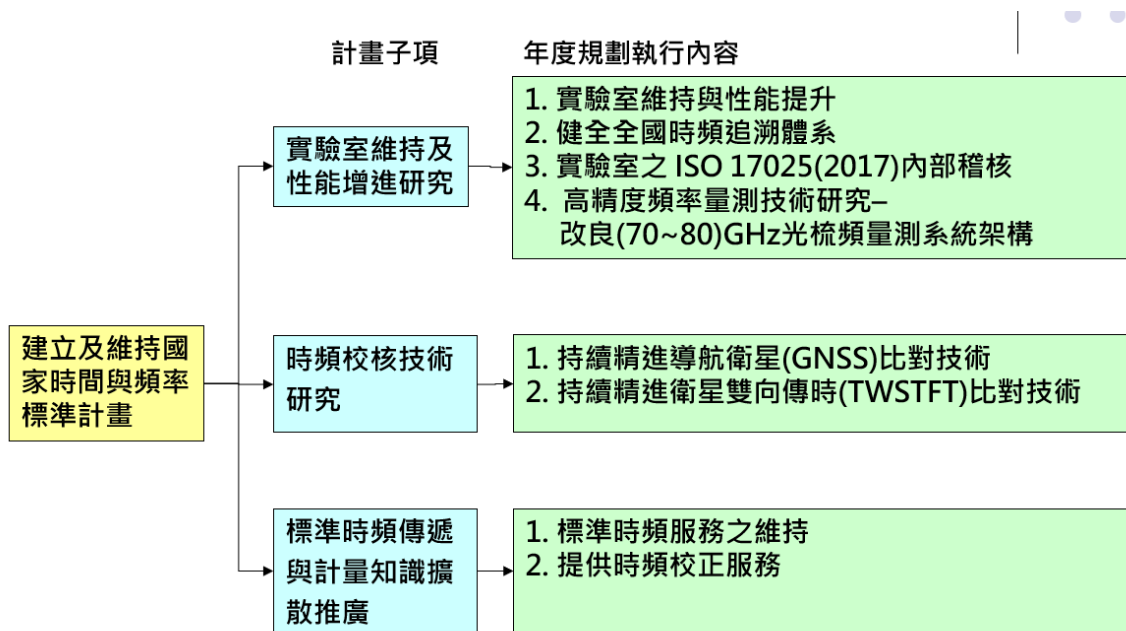 計畫子項
年度規劃執行內容
實驗室維持及
性能增進研究
1. 實驗室維持與性能提升
2. 健全全國時頻追溯體系
3. 實驗室之 ISO 17025(2017)內部稽核
4. 高精度頻率量測技術研究–
改良(70~80)GHz光梳頻量測系統架構
建立及維持國
家時間與頻率
標準計畫
時頻校核技術
研究
1. 持續精進導航衛星(GNSS)比對技術
2. 持續精進衛星雙向傳時(TWSTFT)比對技術
標準時頻傳遞
與計量知識擴
散推廣
1. 標準時頻服務之維持
2. 提供時頻校正服務